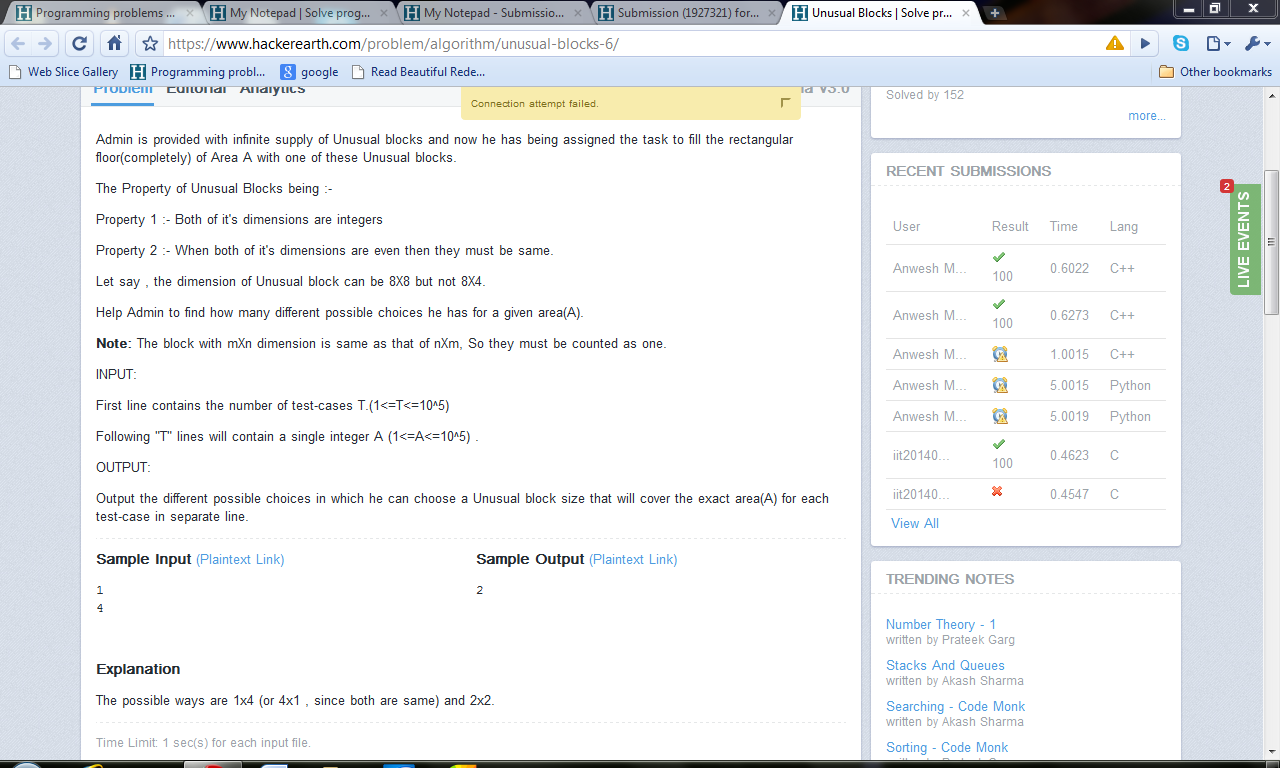 Programming problems ...
My Notepad | Solve prog...
My Notepad - Submissio...
Submission (1927321) for...
Unusual Blocks | Solve pr...
https://www.hackerearth.com/problem/algorithm/unusual-blocks-6/
Web Slice Gallery
Programming probl...
google
Read Beautiful Rede...
Other bookmarks
Problem
Editorial
Analytics
v3.0
Connection attempt failed.
Admin is provided with infinite supply of Unusual blocks and now he has being assigned the task to fill the rectangular
floor(completely) of Area A with one of these Unusual blocks.
The Property of Unusual Blocks being :-
Property 1 :- Both of it's dimensions are integers
Property 2 :- When both of it's dimensions are even then they must be same.
Let say , the dimension of Unusual block can be 8X8 but not 8X4.
Help Admin to find how many different possible choices he has for a given area(A).
Note: The block with mXn dimension is same as that of nXm, So they must be counted as one.
INPUT:
First line contains the number of test-cases T.(1<=T<=10^5)
Following "T" lines will contain a single integer A (1<=A<=10^5) .
OUTPUT:
Output the different possible choices in which he can choose a Unusual block size that will cover the exact area(A) for each
test-case in separate line.
Sample Input (Plaintext Link)
1
4
Sample Output (Plaintext Link)
2
Explanation
The possible ways are 1x4 (or 4x1 , since both are same) and 2x2.
Time Limit: 1 sec(s) for each input file.
Solved by 152
more...
RECENT SUBMISSIONS
User Result Time Lang
Anwesh M... 100 0.6022 C++
Anwesh M... 100 0.6273 C++
Anwesh M... 1.0015 C++
Anwesh M... 5.0015 Python
Anwesh M... 5.0019 Python
iit20140... 100 0.4623 C
iit20140... 0.4547 C
View All
TRENDING NOTES
Number Theory - 1
written by Prateek Garg
Stacks And Queues
written by Akash Sharma
Searching - Code Monk
written by Akash Sharma
Sorting - Code Monk
2
LIVE EVENTS